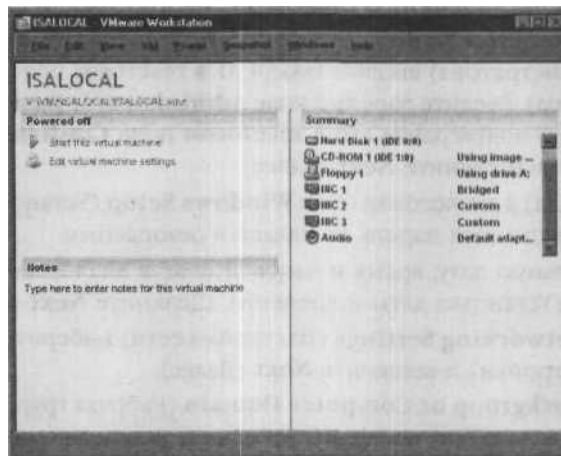 ISALOCAL - VMware Workstation
File Edit View VM Power Snapshot Windows Help
ISALOCAL
Powered off
Start this virtual machine
Edit virtual machine settings
Notes
Type here to enter notes for this virtual machine
Summary
Hard Disk 1 (IDE 0:0)
CD-ROM 1 (IDE 1:0) Using image ...
Floppy 1 Using drive A:
NIC 1 Bridged
NIC 2 Custom
NIC 3 Custom
Audio Default adapt...